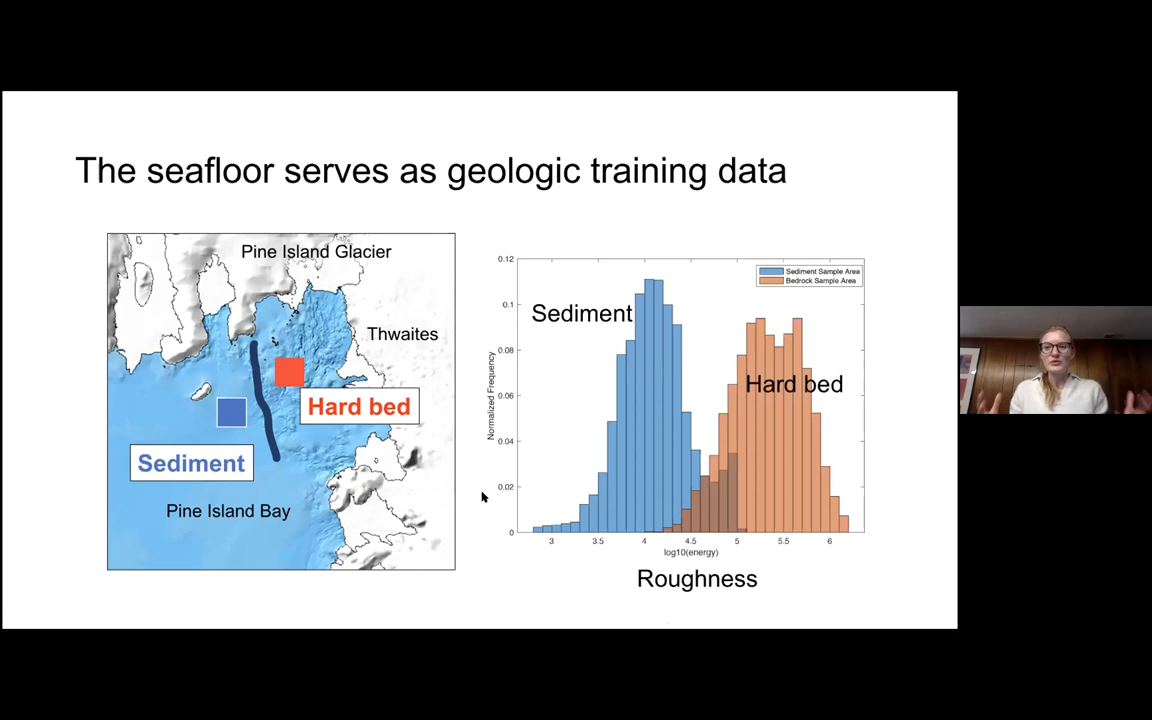 The seafloor serves as geologic training data
Pine Island Glacier
Thwaites
Hard bed
Sediment
Pine Island Bay
0.12
0.1
0.08
0.06
0.04
0.02
0
Normalized Frequency
Sediment Sample Area
Bedrock Sample Area
Sediment
Hard bed
3 3.5 4 4.5 5 5.5 6
log10(energy)
Roughness